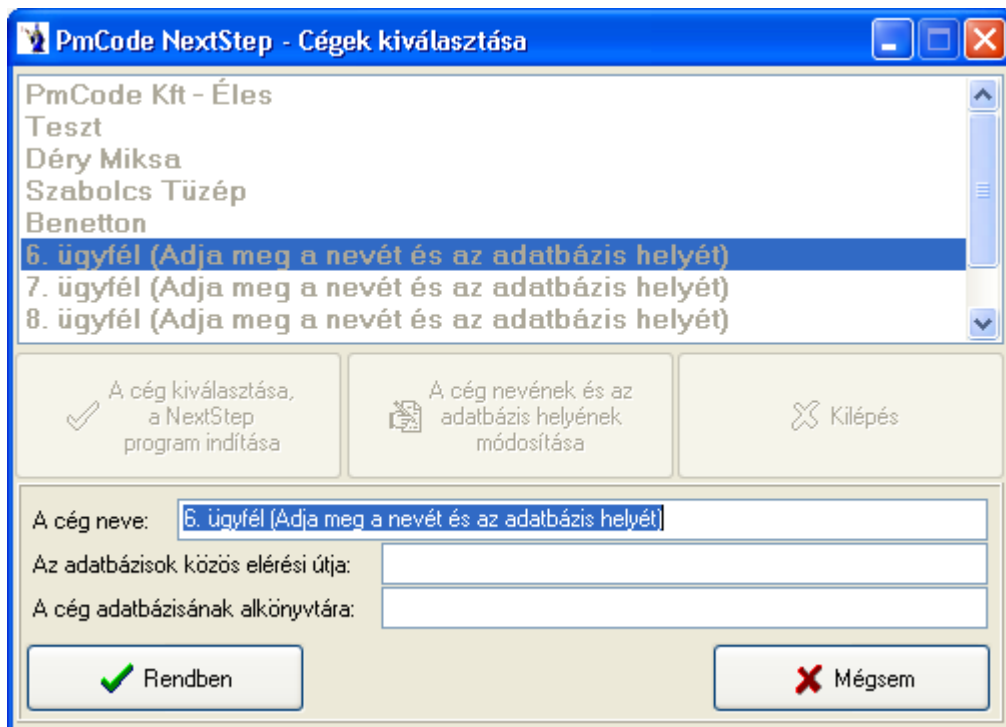 PmCode NextStep - Cégek kiválasztása
PmCode Kft - Éles
Teszt
Déry Miksa
Szabolcs Tüzép
Benetton
6. ügyfél (Adja meg a nevét és az adatbázis helyét)
7. ügyfél (Adja meg a nevét és az adatbázis helyét)
8. ügyfél (Adja meg a nevét és az adatbázis helyét)
A cég kiválasztása,
a NextStep
program indítása
A cég nevének és az
adatbázis helyének
módosítása
Kilépés
A cég neve: 6. ügyfél (Adja meg a nevét és az adatbázis helyét)
Az adatbázisok közös elérési útja:
A cég adatbázisának alkönyvtára:
Rendben
Mégsem